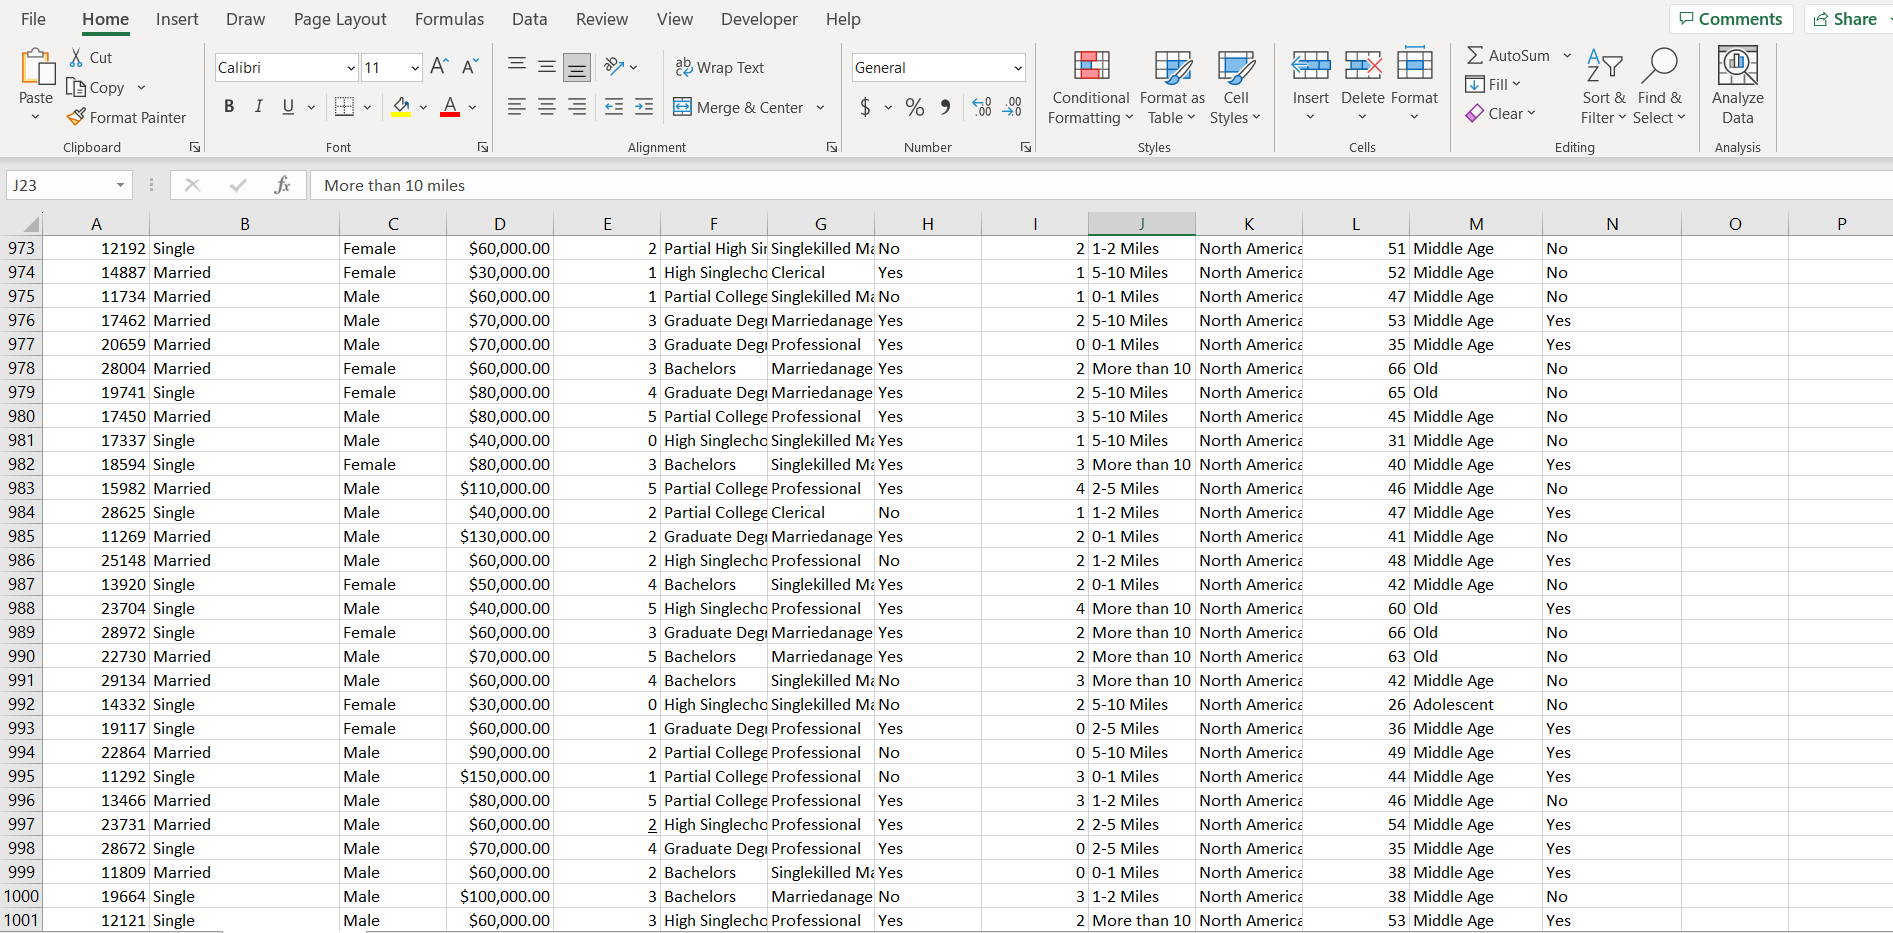 File Home Insert Draw Page Layout Formulas Data Review View Developer Help Comments Share
Calibri 11 General
Paste Cut Copy Format Painter
B I U Wrap Text Merge & Center
$ % Conditional Formatting Format as Table Cell Styles
Insert Delete Format AutoSum Fill Clear Sort & Filter Find & Select Analyze Data
Clipboard Font Alignment Number Styles Cells Editing Analysis
J23 fx More than 10 miles
A B C D E F G H I J K L M N O P
973 12192 Single Female $60,000.00 2 Partial High Sin Singlekilled Ma No 2 1-2 Miles North America 51 Middle Age No
974 14887 Married Female $30,000.00 1 High Singlecho Clerical Yes 1 5-10 Miles North America 52 Middle Age No
975 11734 Married Male $60,000.00 1 Partial College Singlekilled Ma No 1 0-1 Miles North America 47 Middle Age No
976 17462 Married Male $70,000.00 3 Graduate Degr Marriedanage Yes 2 5-10 Miles North America 53 Middle Age Yes
977 20659 Married Male $70,000.00 3 Graduate Degr Professional Yes 0 0-1 Miles North America 35 Middle Age Yes
978 28004 Married Female $60,000.00 3 Bachelors Marriedanage Yes 2 More than 10 North America 66 Old No
979 19741 Single Female $80,000.00 4 Graduate Degr Marriedanage Yes 2 5-10 Miles North America 65 Old No
980 17450 Married Male $80,000.00 5 Partial College Professional Yes 3 5-10 Miles North America 45 Middle Age No
981 17337 Single Male $40,000.00 0 High Singlecho Singlekilled Ma Yes 1 5-10 Miles North America 31 Middle Age No
982 18594 Single Female $80,000.00 3 Bachelors Singlekilled Ma Yes 3 More than 10 North America 40 Middle Age Yes
983 15982 Married Male $110,000.00 5 Partial College Professional Yes 4 2-5 Miles North America 46 Middle Age No
984 28625 Single Male $40,000.00 2 Partial College Clerical No 1 1-2 Miles North America 47 Middle Age Yes
985 11269 Married Male $130,000.00 2 Graduate Degr Marriedanage Yes 2 0-1 Miles North America 41 Middle Age No
986 25148 Married Male $60,000.00 2 High Singlecho Professional No 2 1-2 Miles North America 48 Middle Age Yes
987 13920 Single Female $50,000.00 4 Bachelors Singlekilled Ma Yes 2 0-1 Miles North America 42 Middle Age No
988 23704 Single Male $40,000.00 5 High Singlecho Professional Yes 4 More than 10 North America 60 Old Yes
989 28972 Single Female $60,000.00 3 Graduate Degr Marriedanage Yes 2 More than 10 North America 66 Old No
990 22730 Married Male $70,000.00 5 Bachelors Marriedanage Yes 2 More than 10 North America 63 Old No
991 29134 Married Male $60,000.00 4 Bachelors Singlekilled Ma No 3 More than 10 North America 42 Middle Age No
992 14332 Single Female $30,000.00 0 High Singlecho Singlekilled Ma No 2 5-10 Miles North America 26 Adolescent No
993 19117 Single Female $60,000.00 1 Graduate Degr Professional Yes 0 2-5 Miles North America 36 Middle Age Yes
994 22864 Married Male $90,000.00 2 Partial College Professional No 0 5-10 Miles North America 49 Middle Age Yes
995 11292 Single Male $150,000.00 1 Partial College Professional No 3 0-1 Miles North America 44 Middle Age Yes
996 13466 Married Male $80,000.00 5 Partial College Professional Yes 3 1-2 Miles North America 46 Middle Age No
997 23731 Married Male $60,000.00 2 High Singlecho Professional Yes 2 2-5 Miles North America 54 Middle Age Yes
998 28672 Single Male $70,000.00 4 Graduate Degr Professional Yes 0 2-5 Miles North America 35 Middle Age Yes
999 11809 Married Male $60,000.00 2 Bachelors Singlekilled Ma Yes 0 0-1 Miles North America 38 Middle Age Yes
1000 19664 Single Male $100,000.00 3 Bachelors Marriedanage No 3 1-2 Miles North America 38 Middle Age No
1001 12121 Single Male $60,000.00 3 High Singlecho Professional Yes 2 More than 10 North America 53 Middle Age Yes